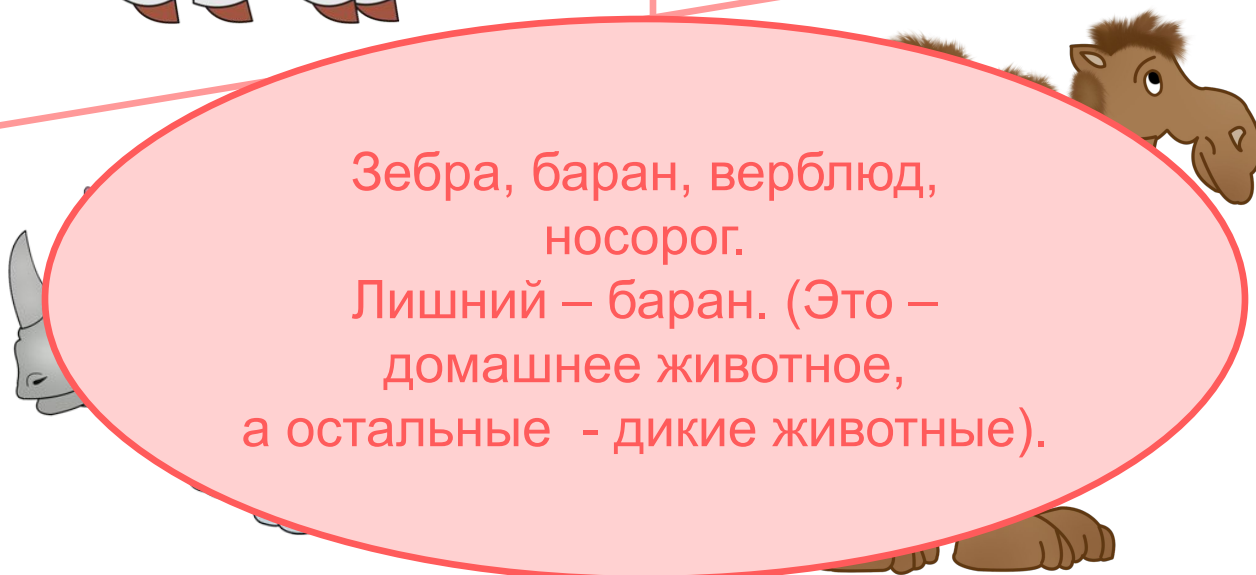 Зебра, баран, верблюд,
носорог.
Лишний – баран. (Это –
домашнее животное,
а остальные - дикие животные).